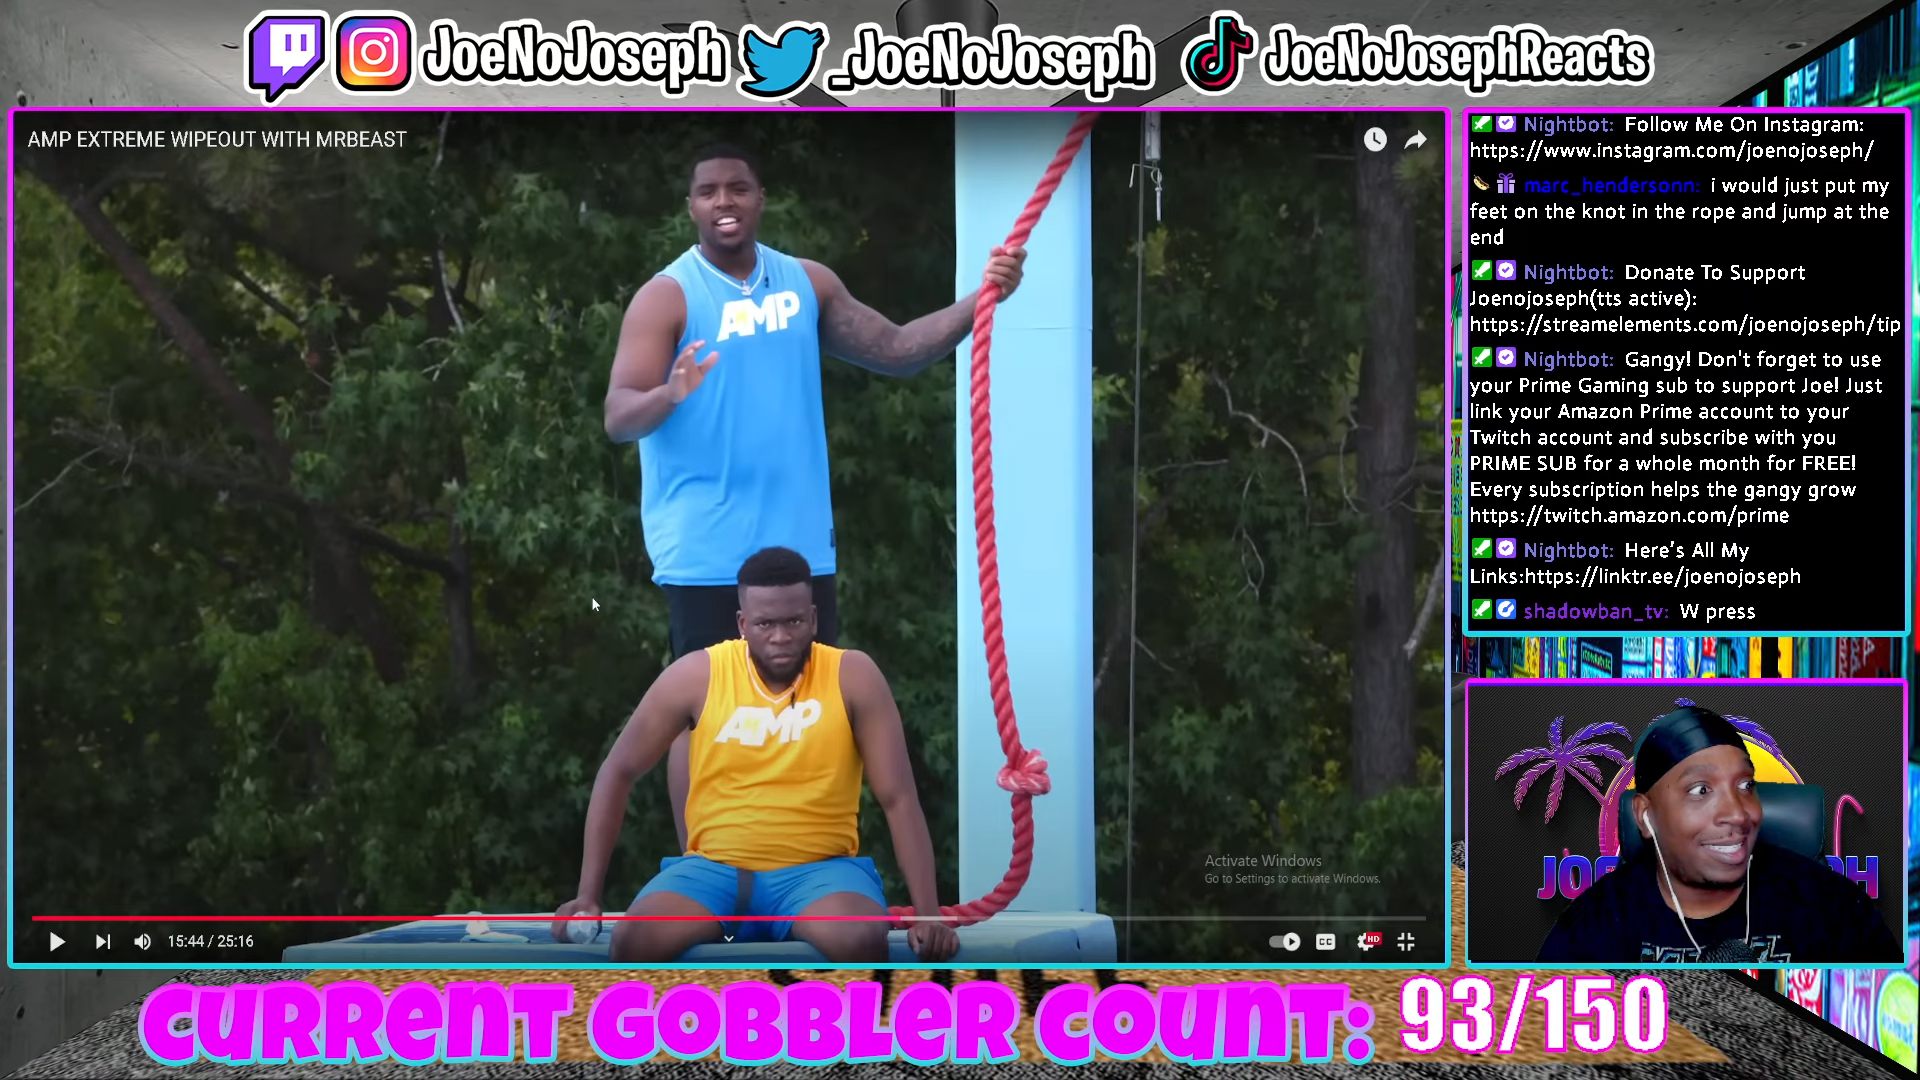 JoeNoJoseph _JoeNoJoseph JoeNoJosephReacts
AMP EXTREME WIPEOUT WITH MRBEAST
AMP
AMP
Activate Windows
Go to Settings to activate Windows.
15:44 / 25:16
CC
HD
Nightbot: Follow Me On Instagram:
https://www.instagram.com/joenojoseph/
marc_hendersonn: i would just put my
feet on the knot in the rope and jump at the
end
Nightbot: Donate To Support
Joenojoseph(tts active):
https://streamelements.com/joenojoseph/tip
Nightbot: Gangy! Don't forget to use
your Prime Gaming sub to support Joe! Just
link your Amazon Prime account to your
Twitch account and subscribe with you
PRIME SUB for a whole month for FREE!
Every subscription helps the gangy grow
https://twitch.amazon.com/prime
Nightbot: Here's All My
Links:https://linktr.ee/joenojoseph
shadowban_tv: W press
CURRENT GOBBLER COUNT: 93/150